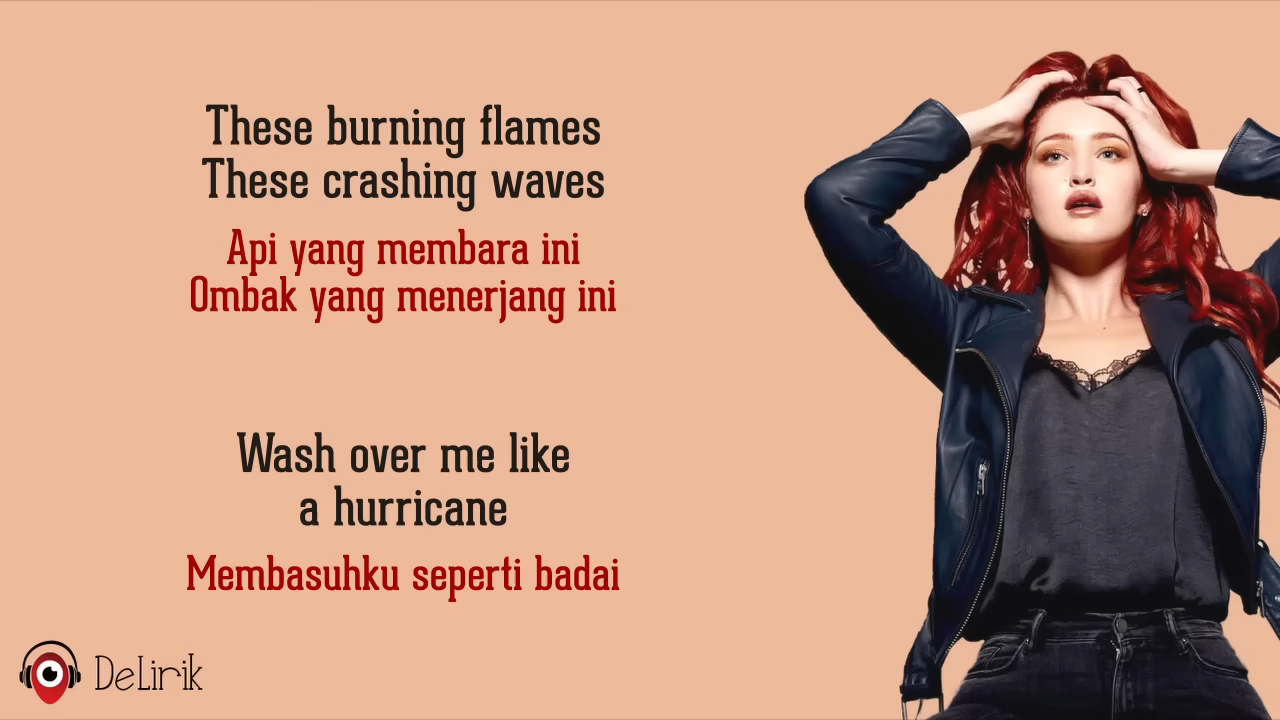 These burning flames
These crashing waves
Api yang membara ini
Ombak yang menerjang ini
Wash over me like
a hurricane
Membasuhku seperti badai
DeLirik